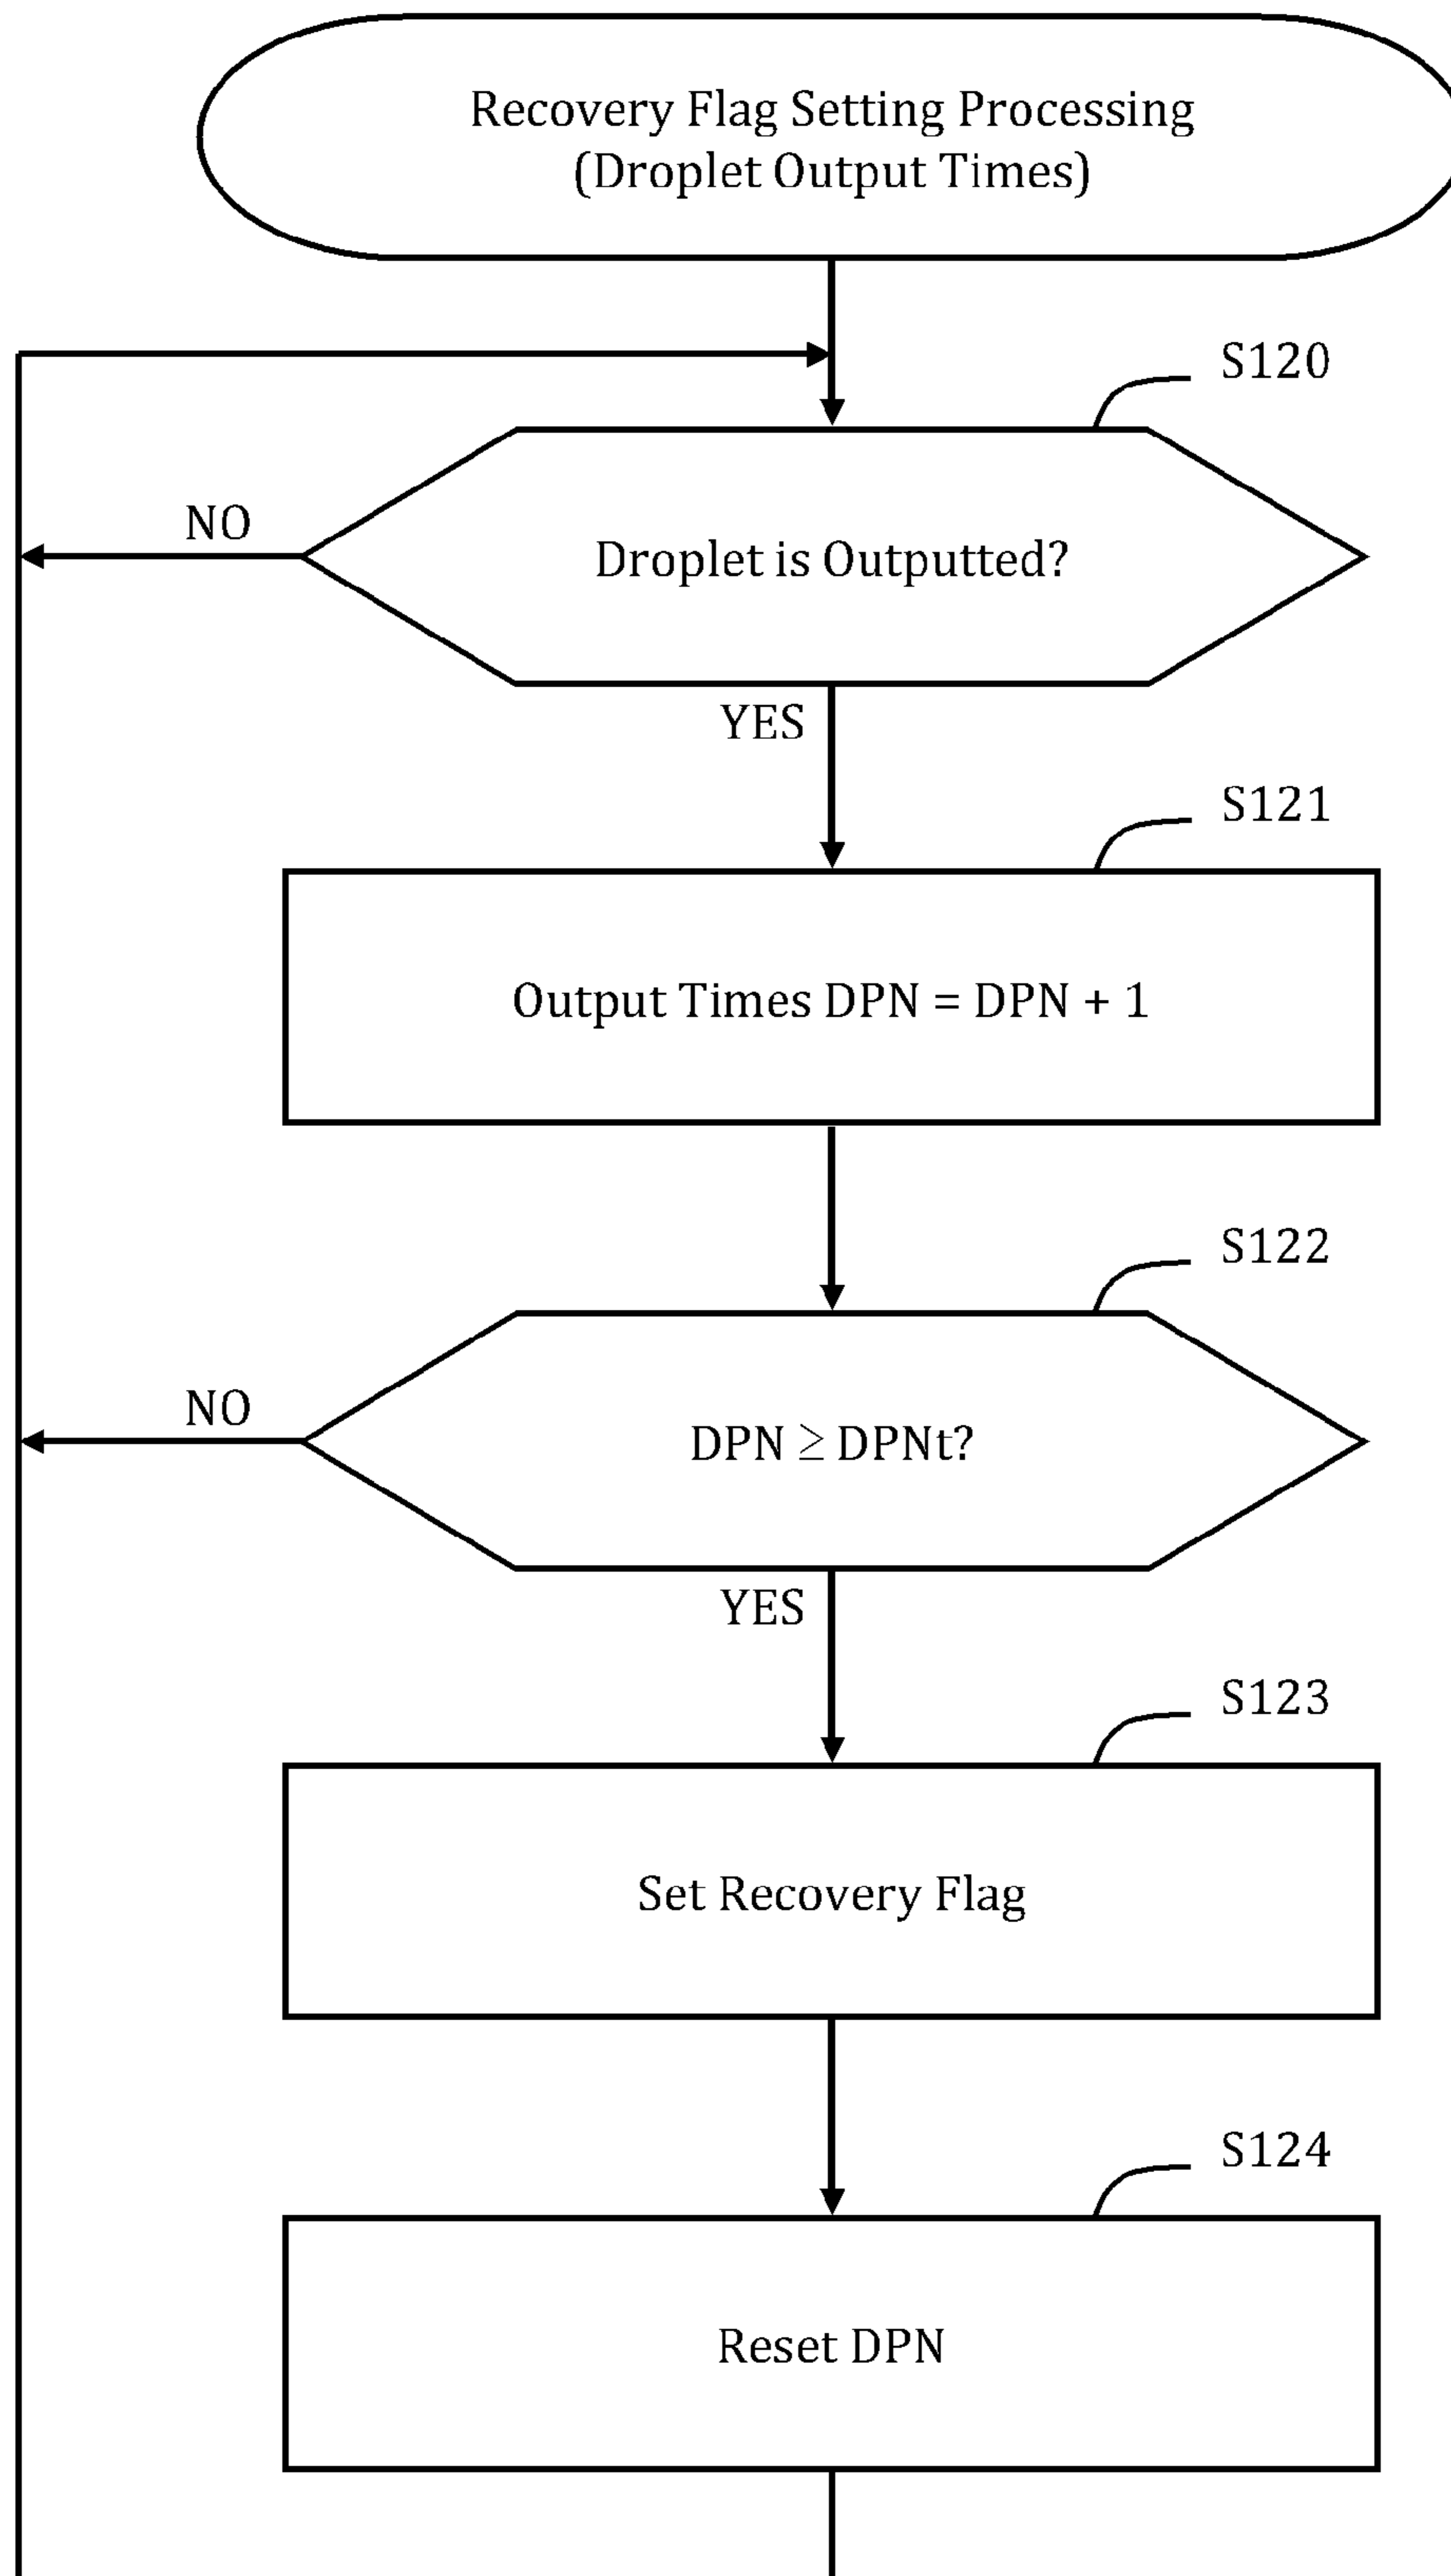 Recovery Flag Setting Processing
(Droplet Output Times)
S120
NO
Droplet is Outputted?
YES
S121
Output Times DPN = DPN + 1
S122
NO
DPN ≥ DPNt?
YES
S123
Set Recovery Flag
S124
Reset DPN